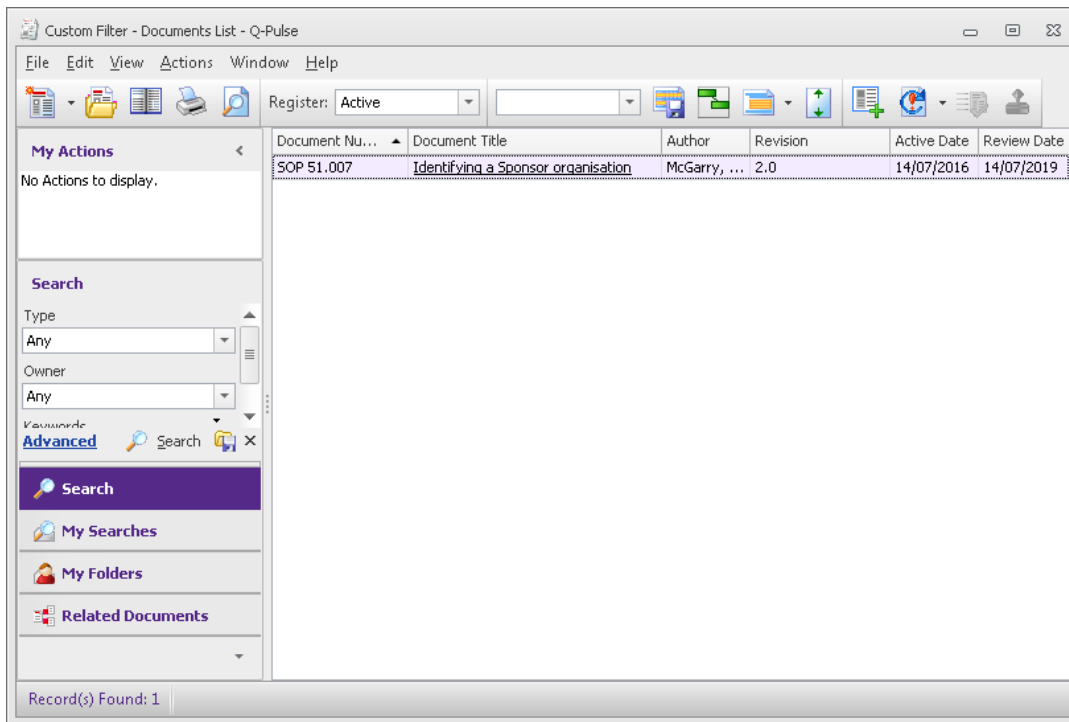 Custom Filter - Documents List - Q-Pulse
File Edit View Actions Window Help
Register: Active
My Actions
No Actions to display.
Document Nu... Document Title Author Revision Active Date Review Date
SOP 51.007 Identifying a Sponsor organisation McGarry, ... 2.0 14/07/2016 14/07/2019
Search
Type
Any
Owner
Any
Keywords
Advanced Search
Search
My Searches
My Folders
Related Documents
Record(s) Found: 1